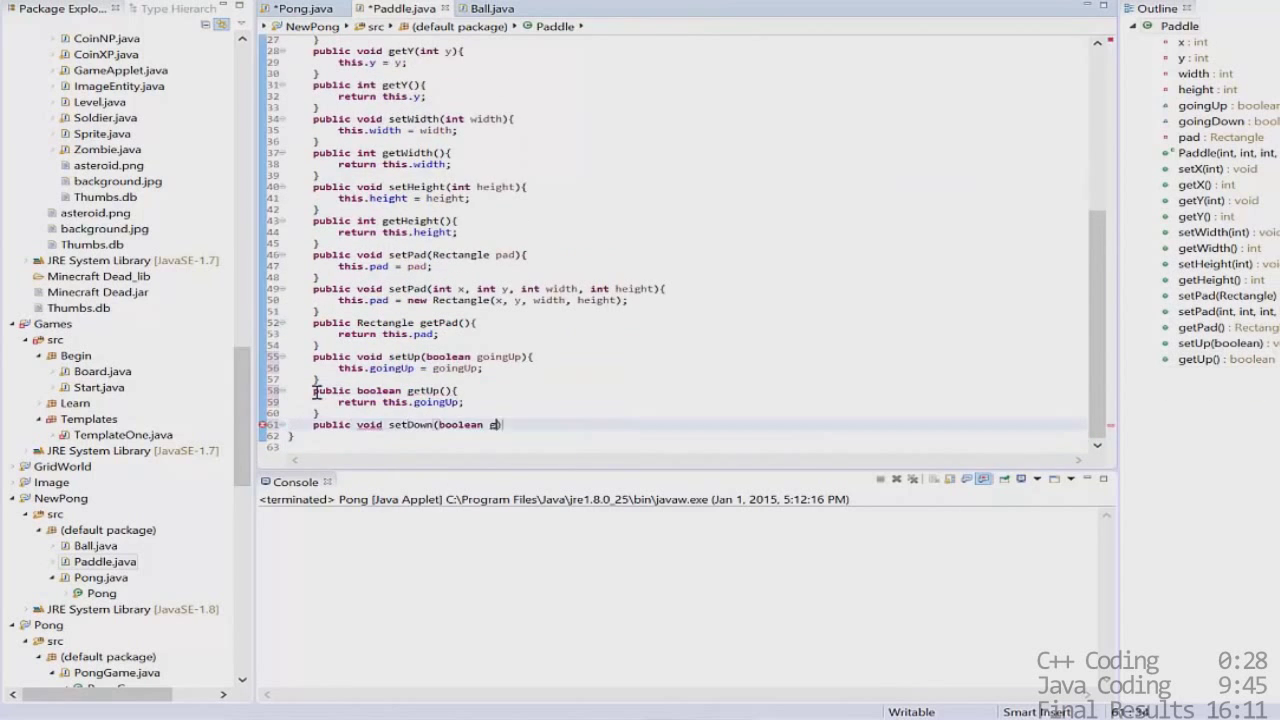 Package Explo...
Type Hierarch
*Pong.java
*Paddle.java
Ball.java
Outline
NewPong
src
(default package)
Paddle
CoinNP.java
CoinXP.java
GameApplet.java
ImageEntity.java
Level.java
Soldier.java
Sprite.java
Zombie.java
asteroid.png
background.jpg
Thumbs.db
asteroid.png
background.jpg
Thumbs.db
JRE System Library [JavaSE-1.7]
Minecraft Dead_lib
Minecraft Dead.jar
Thumbs.db
Games
src
Begin
Board.java
Start.java
Learn
Templates
TemplateOne.java
JRE System Library [JavaSE-1.7]
GridWorld
Image
NewPong
src
(default package)
Ball.java
Paddle.java
Pong.java
Pong
JRE System Library [JavaSE-1.8]
Pong
src
(default package)
PongGame.java
27 }
28 public void getY(int y){
29 this.y = y;
30 }
31 public int getY(){
32 return this.y;
33 }
34 public void setWidth(int width){
35 this.width = width;
36 }
37 public int getWidth(){
38 return this.width;
39 }
40 public void setHeight(int height){
41 this.height = height;
42 }
43 public int getHeight(){
44 return this.height;
45 }
46 public void setPad(Rectangle pad){
47 this.pad = pad;
48 }
49 public void setPad(int x, int y, int width, int height){
50 this.pad = new Rectangle(x, y, width, height);
51 }
52 public Rectangle getPad(){
53 return this.pad;
54 }
55 public void setUp(boolean goingUp){
56 this.goingUp = goingUp;
57 }
58 public boolean getUp(){
59 return this.goingUp;
60 }
61 public void setDown(boolean g)
62 }
63
Console
<terminated> Pong [Java Applet] C:\Program Files\Java\jre1.8.0_25\bin\javaw.exe (Jan 1, 2015, 5:12:16 PM)
Paddle
x : int
y : int
width : int
height : int
goingUp : boolean
goingDown : bool
pad : Rectangle
Paddle(int, int, int,
setX(int) : void
getX() : int
getY(int) : void
getY() : int
setWidth(int) : voi
getWidth() : int
setHeight(int) : voi
getHeight() : int
setPad(Rectangle)
setPad(int, int, int,
getPad() : Rectang
setUp(boolean) : v
getUp() : boolean
C++ Coding 0:28
Java Coding 9:45
Final Results 16:11
Writable
Smart Insert